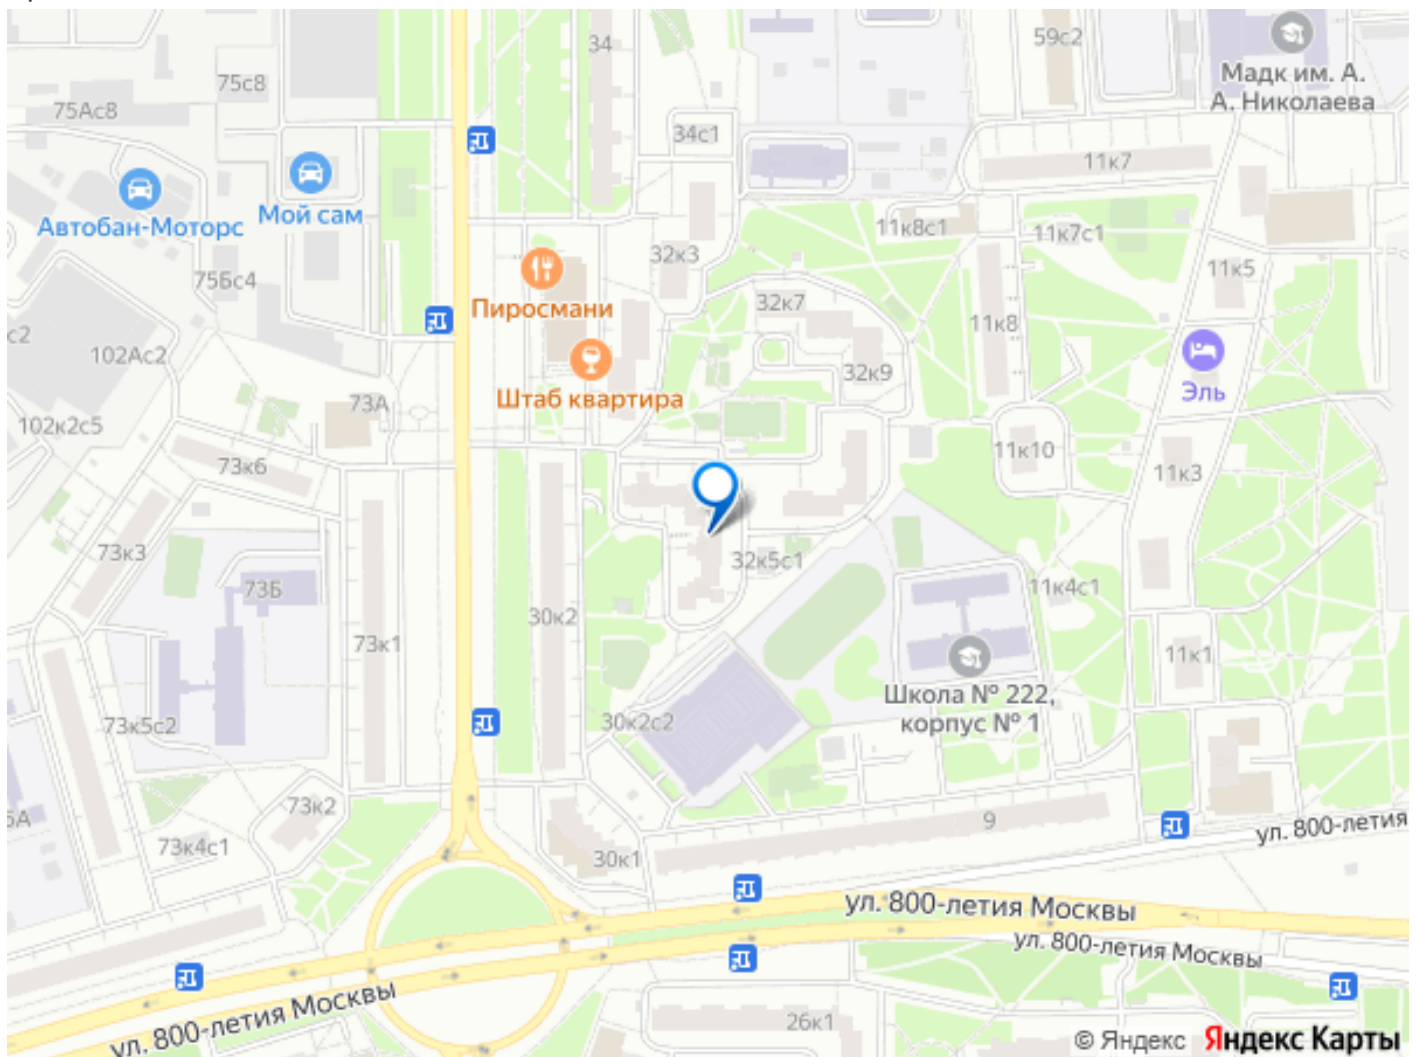 34
59с2
Мадк им. А.
А. Николаева
75с8
75Ас8
34с1
11к7
Автобан-Моторс
Мой сам
11к8с1
11к7с1
32к3
11к5
75Бс4
Пиросмани
32к7
с2
102Ас2
11к8
32к9
Эль
73А
Штаб квартира
102к2с5
11к10
73к6
11к3
73к3
32к5с1
73Б
11к4с1
30к2
73к1
11к1
Школа № 222,
корпус № 1
73к5с2
30к2с2
73к2
9
ул. 800-летия
73к4с1
30к1
ул. 800-летия Москвы
ул. 800-летия Москвы
ул. 800-летия Москвы
26к1
© Яндекс Яндекс Карты